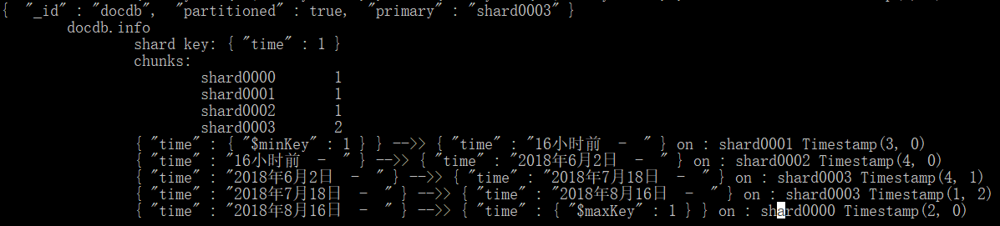 {  "_id" : "docdb",  "partitioned" : true,  "primary" : "shard0003" }
docdb.info
shard key: { "time" : 1 }
chunks:
shard0000 1
shard0001 1
shard0002 1
shard0003 2
{ "time" : { "$minKey" : 1 } } -->> { "time" : "16小时前  -  " } on : shard0001 Timestamp(3, 0)
{ "time" : "16小时前  -  " } -->> { "time" : "2018年6月2日  -  " } on : shard0002 Timestamp(4, 0)
{ "time" : "2018年6月2日  -  " } -->> { "time" : "2018年7月18日  -  " } on : shard0003 Timestamp(4, 1)
{ "time" : "2018年7月18日  -  " } -->> { "time" : "2018年8月16日  -  " } on : shard0003 Timestamp(1, 2)
{ "time" : "2018年8月16日  -  " } -->> { "time" : { "$maxKey" : 1 } } on : shard0000 Timestamp(2, 0)